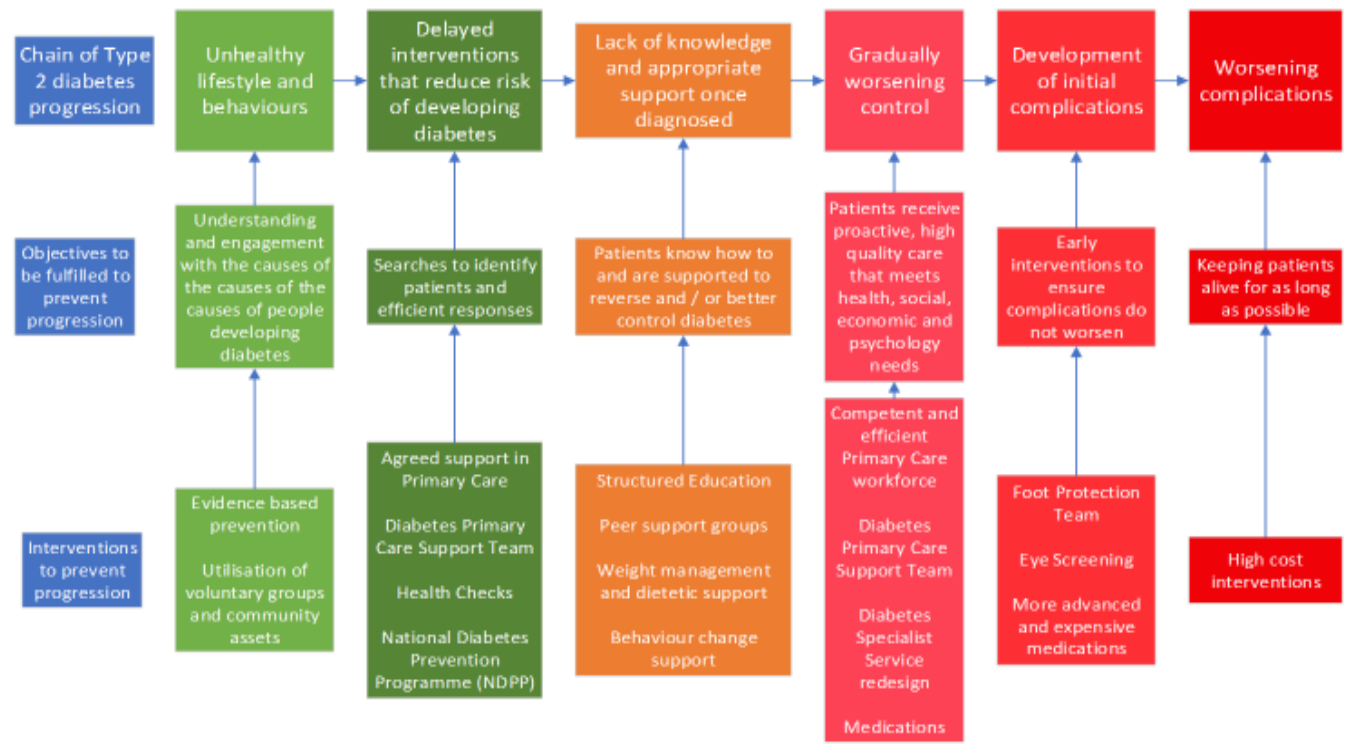 Chain of Type
2 diabetes
progression
Unhealthy
lifestyle and
behaviours
Delayed
interventions
that reduce risk
of developing
diabetes
Lack of knowledge
and appropriate
support once
diagnosed
Gradually
worsening
control
Development
of initial
complications
Worsening
complications
Objectives to
be fulfilled to
prevent
progression
Understanding
and engagement
with the causes of
the causes of the
causes of people
developing
diabetes
Searches to identify
patients and
efficient responses
Patients know how to
and are supported to
reverse and / or better
control diabetes
Patients receive
proactive, high
quality care
that meets
health, social,
economic and
psychology
needs
Early
interventions to
ensure
complications do
not worsen
Keeping patients
alive for as long
as possible
Interventions
to prevent
progression
Evidence based
prevention
Utilisation of
voluntary groups
and community
assets
Agreed support in
Primary Care
Diabetes Primary
Care Support Team
Health Checks
National Diabetes
Prevention
Programme (NDPP)
Structured Education
Peer support groups
Weight management
and dietetic support
Behaviour change
support
Competent and
efficient
Primary Care
workforce
Diabetes
Primary Care
Support Team
Diabetes
Specialist
Service
redesign
Medications
Foot Protection
Team
Eye Screening
More advanced
and expensive
medications
High cost
interventions